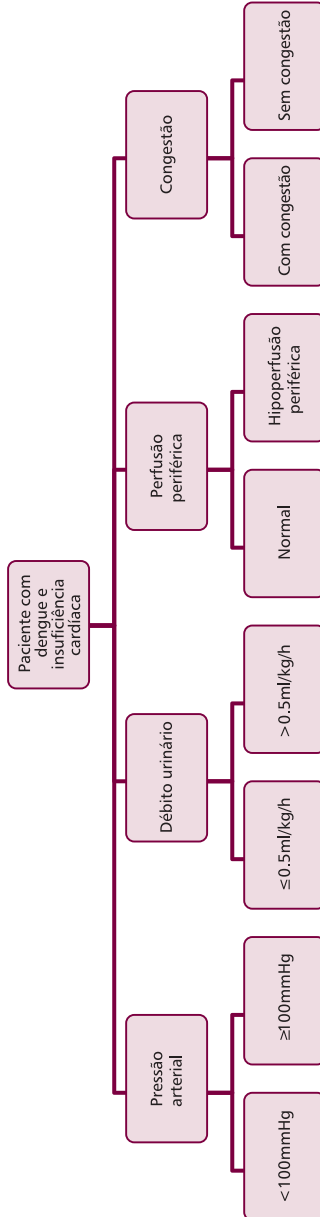 Paciente com
dengue e
insuficiência
cardíaca
Pressão
arterial
Débito urinário
Perfusão
periférica
Congestão
<100mmHg
≥100mmHg
≤0.5ml/kg/h
>0.5ml/kg/h
Normal
Hipoperfusão
periférica
Com congestão
Sem congestão